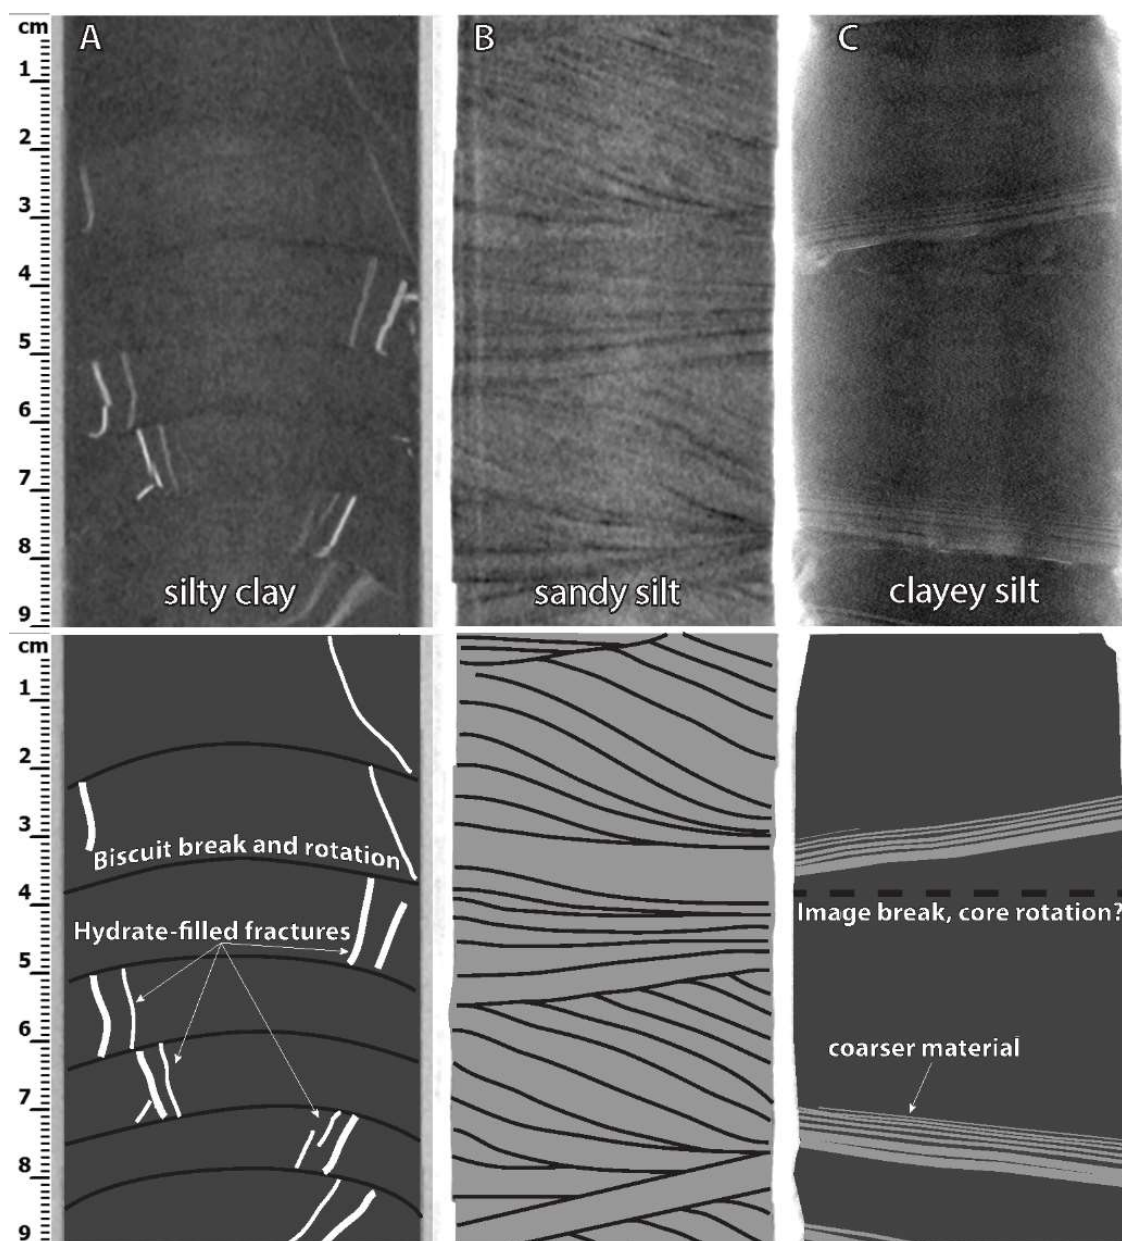 cm
A
B
C
1
2
3
4
5
6
7
8
9
silty clay
sandy silt
clayey silt
cm
1
2
3
4
5
6
7
8
9
Biscuit break and rotation
Hydrate-filled fractures
Image break, core rotation?
coarser material